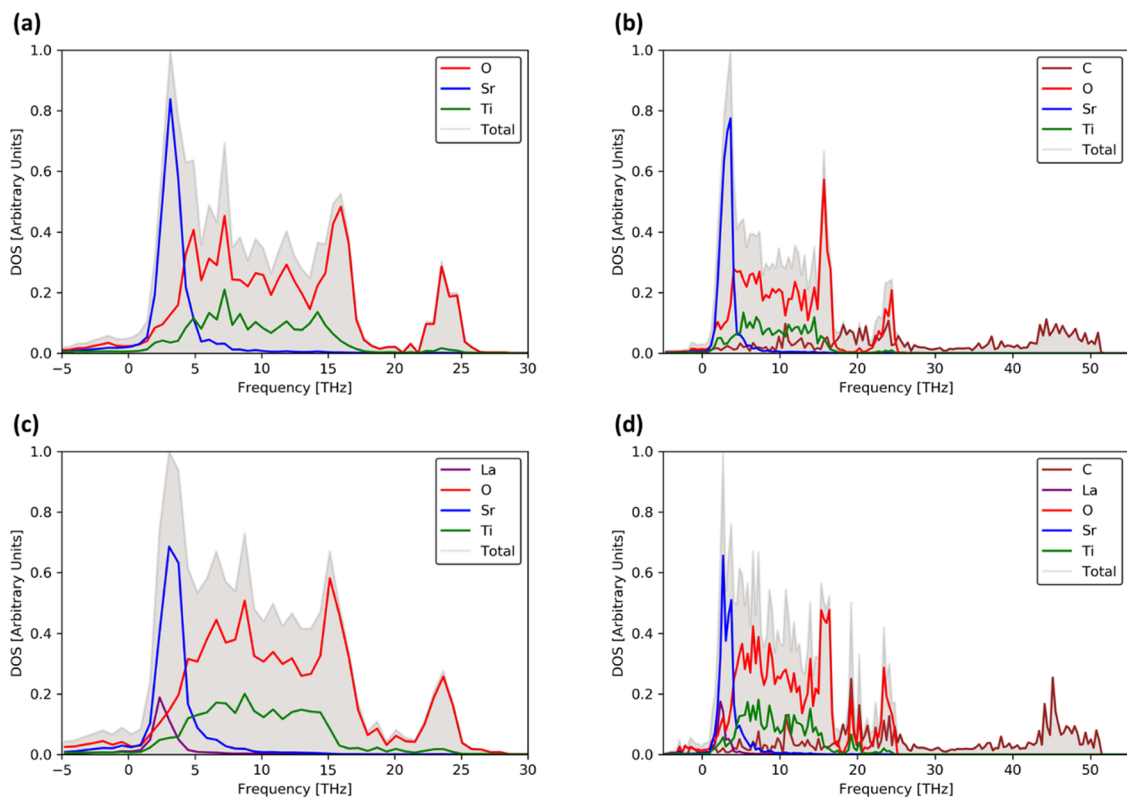 (a)
1.0
0.8
0.6
0.4
0.2
0.0
DOS [Arbitrary Units]
O
Sr
Ti
Total
−5 0 5 10 15 20 25 30
Frequency [THz]
(b)
1.0
0.8
0.6
0.4
0.2
0.0
DOS [Arbitrary Units]
C
O
Sr
Ti
Total
0 10 20 30 40 50
Frequency [THz]
(c)
1.0
0.8
0.6
0.4
0.2
0.0
DOS [Arbitrary Units]
La
O
Sr
Ti
Total
−5 0 5 10 15 20 25 30
Frequency [THz]
(d)
1.0
0.8
0.6
0.4
0.2
0.0
DOS [Arbitrary Units]
C
La
O
Sr
Ti
Total
0 10 20 30 40 50
Frequency [THz]